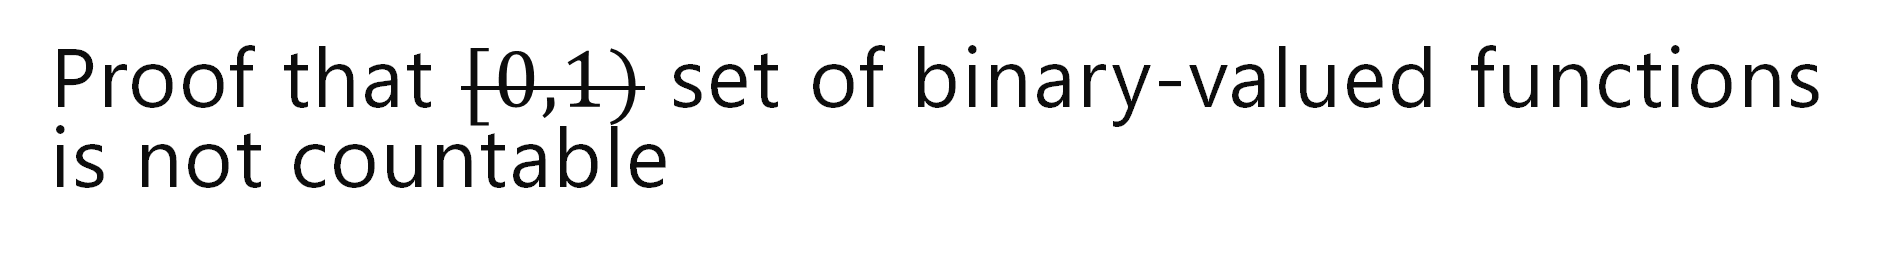 Proof that [0,1) set of binary-valued functions
is not countable